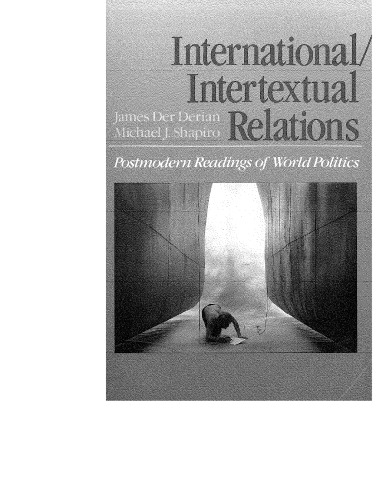 International/
Intertextual
James Der Derian
Michael J. Shapiro
Relations
Postmodern Readings of World Politics